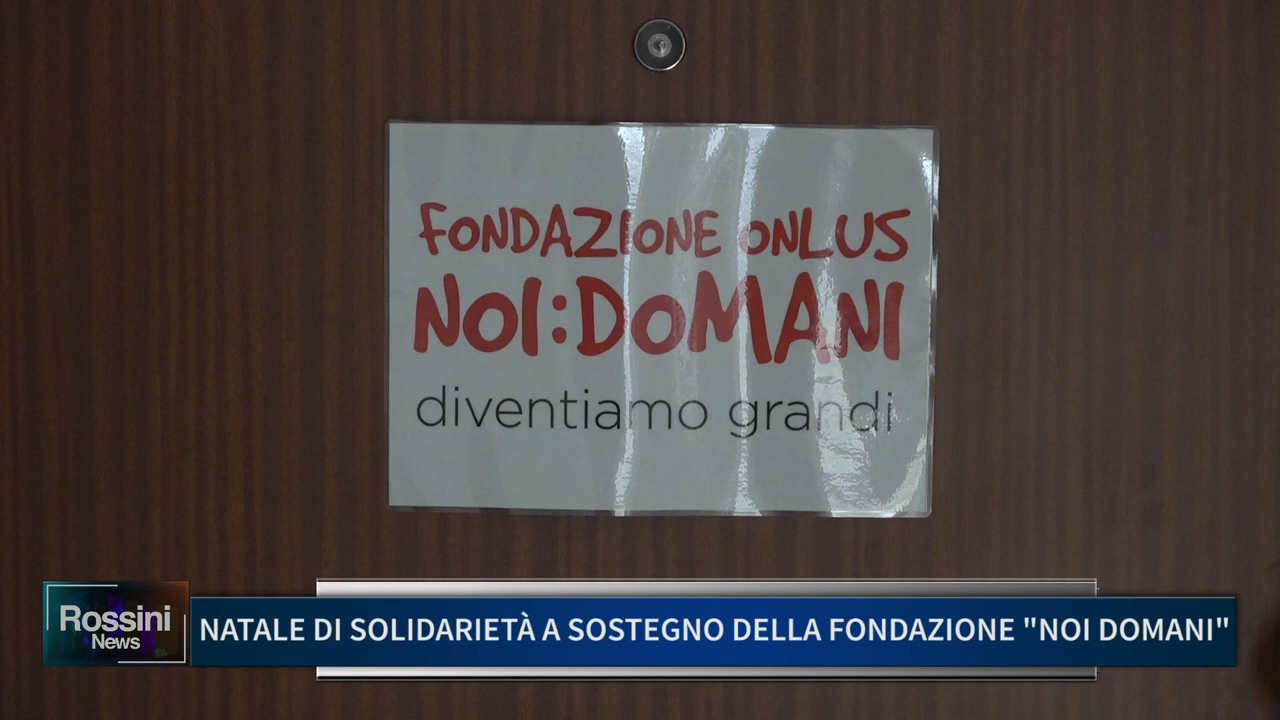 FONDAZIONE ONLUS
NOI:DOMANI
diventiamo grandi
Rossini
News
NATALE DI SOLIDARIETÀ A SOSTEGNO DELLA FONDAZIONE "NOI DOMANI"